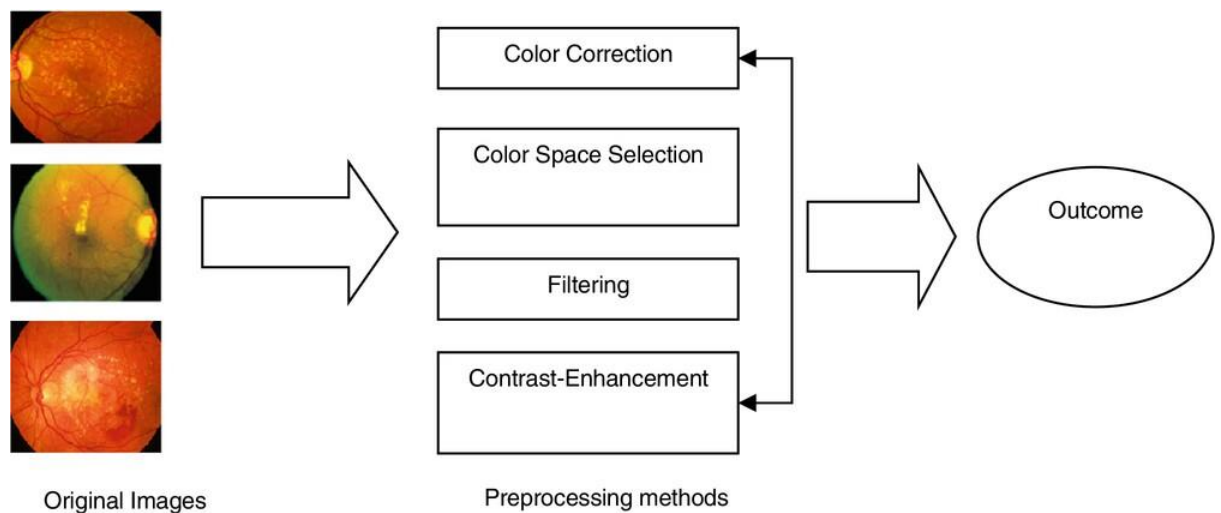 Color Correction
Color Space Selection
Filtering
Contrast-Enhancement
Outcome
Original Images
Preprocessing methods